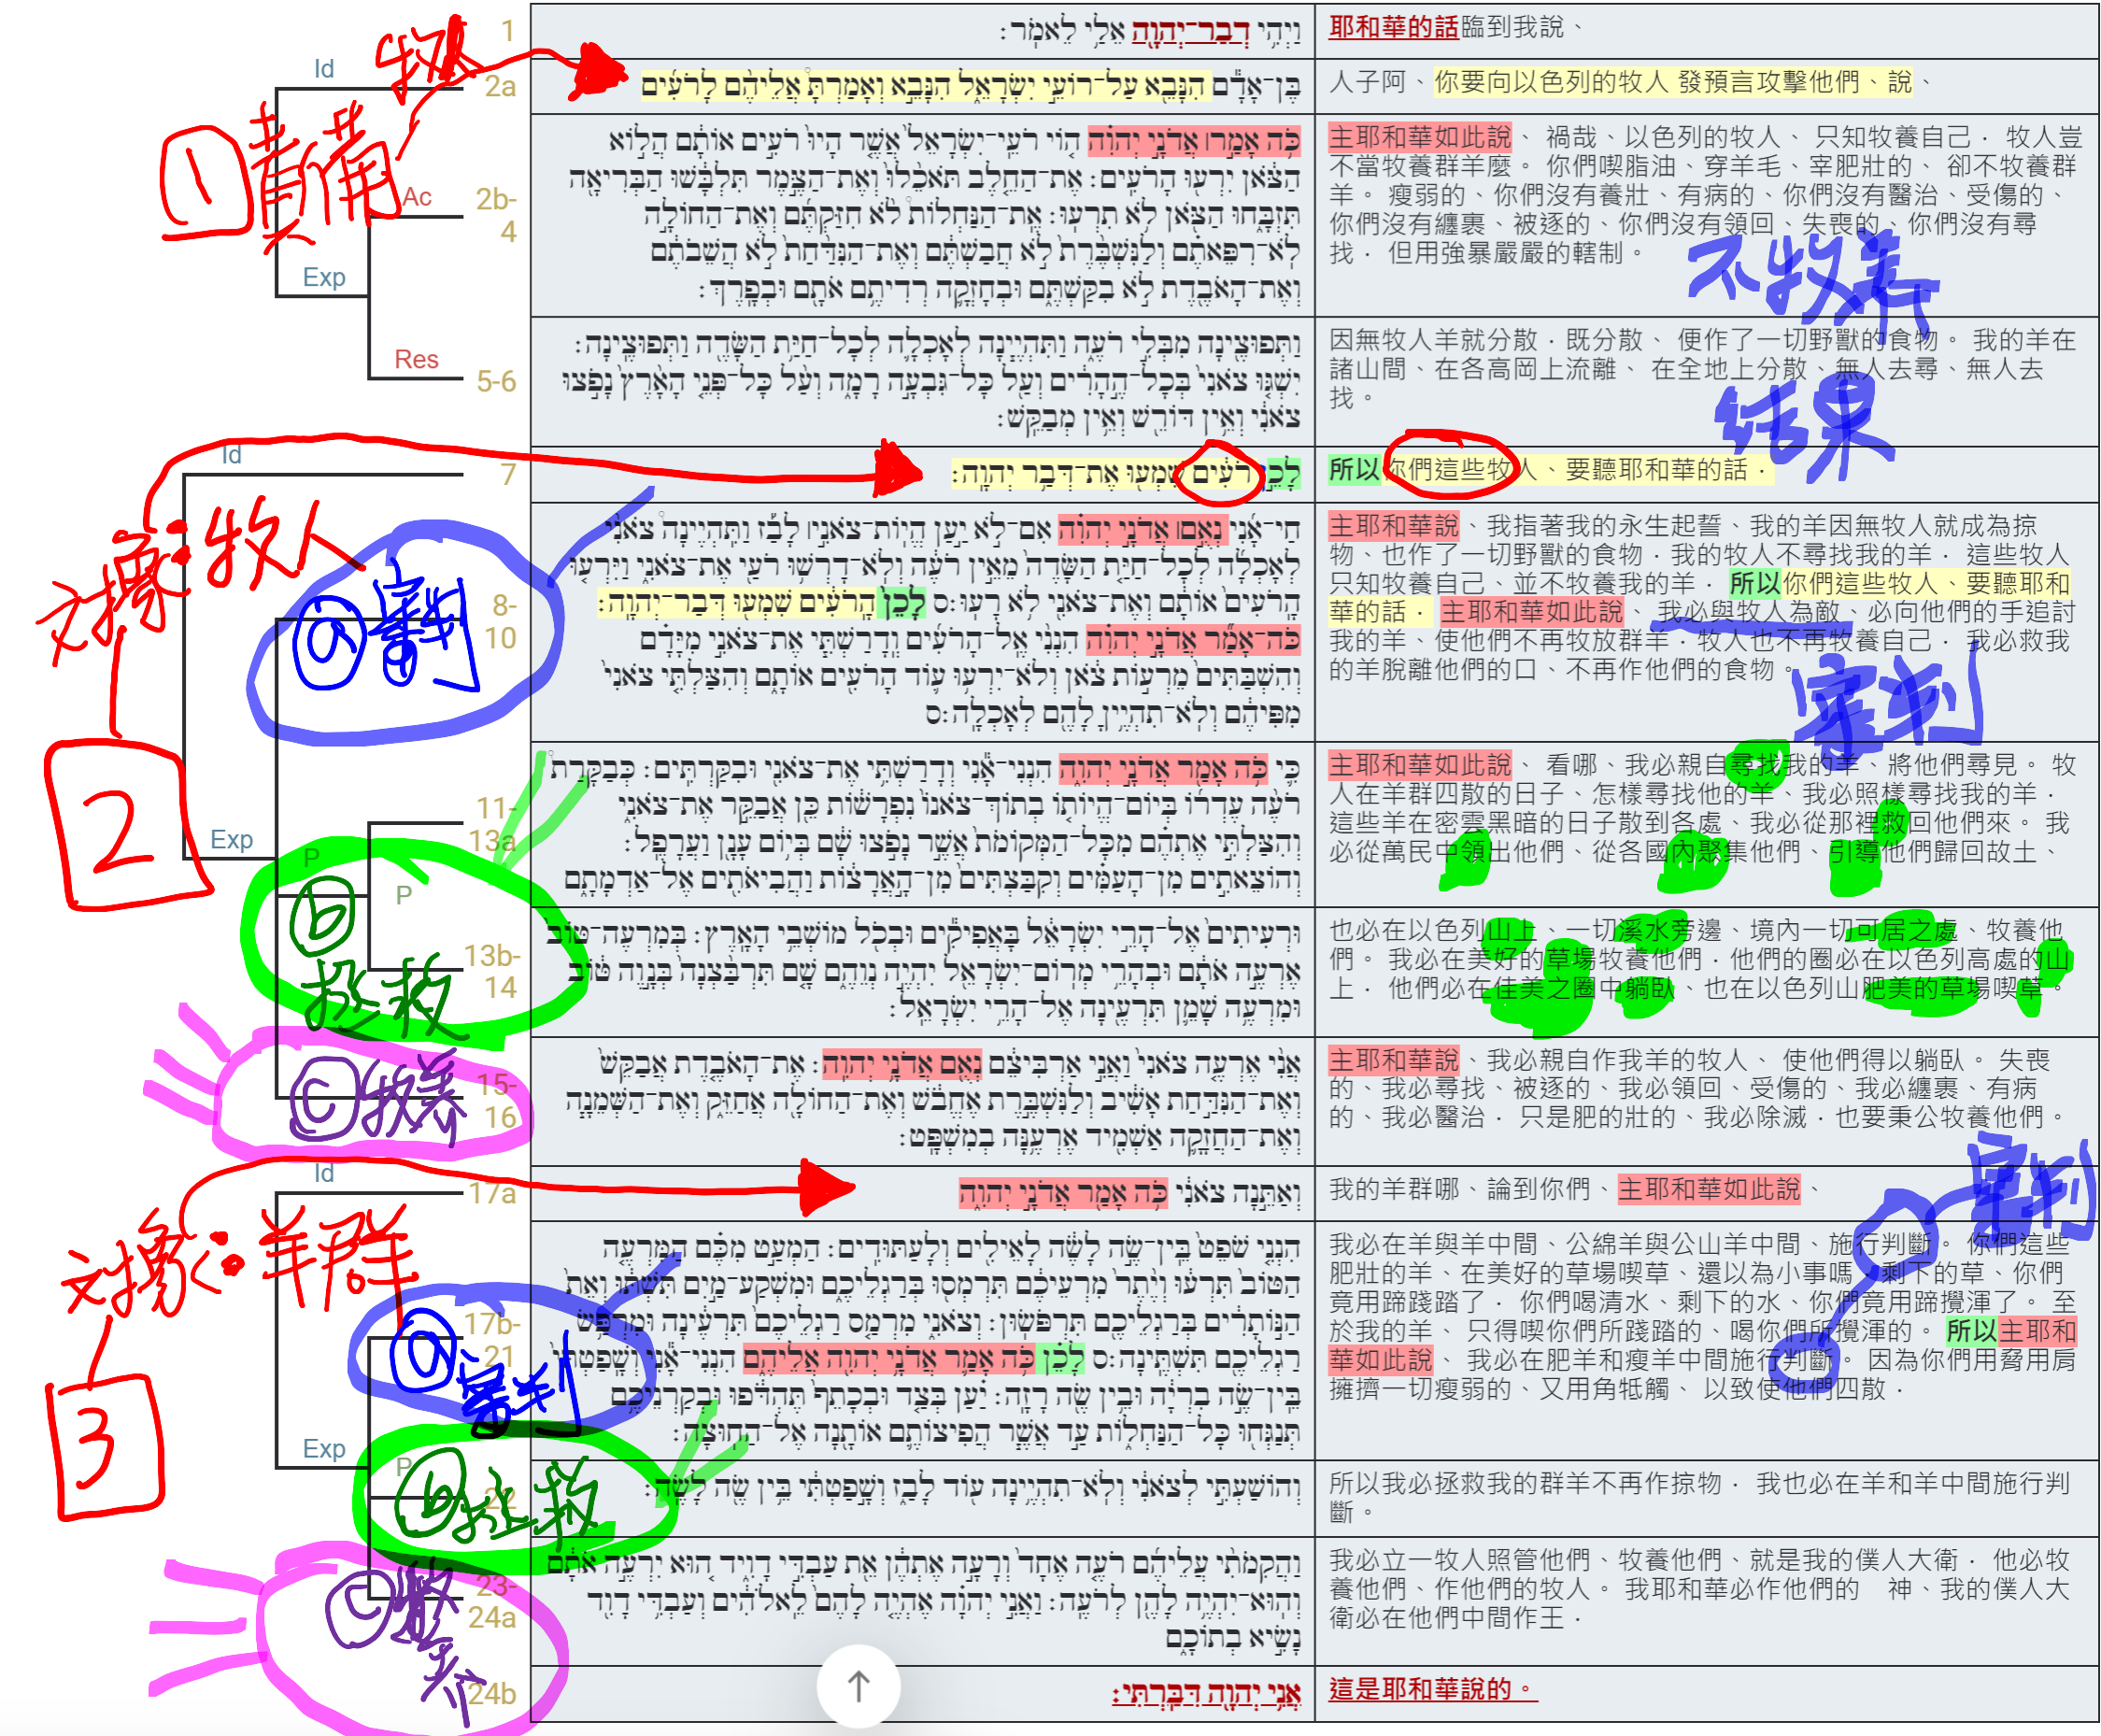 1
וַיְהִ֥י דְבַר־יְהוָ֖ה אֵלַ֥י לֵאמֹֽר׃
耶和華的話臨到我說、
Id
牧人
2a
בֶּן־אָדָ֕ם הִנָּבֵ֖א עַל־רוֹעֵ֣י יִשְׂרָאֵ֑ל הִנָּבֵ֣א וְאָמַרְתָּ֩ אֲלֵיהֶ֨ם לָרֹעִ֜ים
人子阿、你要向以色列的牧人 發預言攻擊他們、說、
1 責備
Ac
2b-
4
Exp
כֹּ֥ה אָמַ֣ר׀ אֲדֹנָ֣י יְהוִ֗ה ה֤וֹי רֹעֵֽי־יִשְׂרָאֵל֙ אֲשֶׁ֤ר הָיוּ֙ רֹעִ֣ים אוֹתָ֔ם הֲל֣וֹא
הַצֹּ֔אן יִרְע֖וּ הָרֹעִֽים׃ אֶת־הַחֵ֤לֶב תֹּאכֵ֙לוּ֙ וְאֶת־הַצֶּ֣מֶר תִּלְבָּ֔שׁוּ הַבְּרִיאָ֖ה
תִּזְבָּ֑חוּ הַצֹּ֖אן לֹ֥א תִרְעֽוּ׃ אֶֽת־הַנַּחְלוֹת֩ לֹ֨א חִזַּקְתֶּ֜ם וְאֶת־הַחוֹלָ֣ה
לֹֽא־רִפֵּאתֶ֗ם וְלַנִּשְׁבֶּ֙רֶת֙ לֹ֣א חֲבַשְׁתֶּ֔ם וְאֶת־הַנִּדַּ֙חַת֙ לֹ֣א הֲשֵׁבֹתֶ֔ם
וְאֶת־הָאֹבֶ֖דֶת לֹ֣א בִקַּשְׁתֶּ֑ם וּבְחָזְקָ֛ה רְדִיתֶ֥ם אֹתָ֖ם וּבְפָֽרֶךְ׃
主耶和華如此說、 禍哉、以色列的牧人、 只知牧養自己． 牧人豈
不當牧養群羊麼。 你們喫脂油、穿羊毛、宰肥壯的、 卻不牧養群
羊。 瘦弱的、你們沒有養壯、有病的、你們沒有醫治、受傷的、
你們沒有纏裹、被逐的、你們沒有領回、失喪的、你們沒有尋
找． 但用強暴嚴嚴的轄制。
不牧養
Res
5-6
וַתְּפוּצֶ֖ינָה מִבְּלִ֣י רֹעֶ֑ה וַתִּהְיֶ֧ינָה לְאָכְלָ֛ה לְכָל־חַיַּ֥ת הַשָּׂדֶ֖ה וַתְּפוּצֶֽינָה׃
יִשְׁגּ֤וּ צֹאנִי֙ בְּכָל־הֶ֣הָרִ֔ים וְעַ֖ל כָּל־גִּבְעָ֣ה רָמָ֑ה וְעַ֨ל כָּל־פְּנֵ֤י הָאָ֙רֶץ֙ נָפֹ֣צוּ
צֹאנִ֔י וְאֵ֥ין דּוֹרֵ֖שׁ וְאֵ֥ין מְבַקֵּֽשׁ׃
因無牧人羊就分散．既分散、 便作了一切野獸的食物。 我的羊在
諸山間、在各高岡上流離、 在全地上分散、無人去尋、無人去
找。
結果
Id
7
לָכֵ֣ן רֹעִ֔ים שִׁמְע֖וּ אֶת־דְּבַ֥ר יְהוָֽה׃
所以你們這些牧人、要聽耶和華的話．
对撐:牧人
2
ⓐ審判
8-
10
חַי־אָ֜נִי נְאֻ֣ם׀ אֲדֹנָ֣י יְהוִ֗ה אִם־לֹ֣א יַ֣עַן הֱיֽוֹת־צֹאנִ֣י׀ לָבַ֡ז וַתִּֽהְיֶינָה֩ צֹאנִ֨י
לְאָכְלָ֜ה לְכָל־חַיַּ֤ת הַשָּׂדֶה֙ מֵאֵ֣ין רֹעֶ֔ה וְלֹֽא־דָרְשׁ֥וּ רֹעַ֖י אֶת־צֹאנִ֑י וַיִּרְע֤וּ
הָרֹעִים֙ אוֹתָ֔ם וְאֶת־צֹאנִ֖י לֹ֥א רָעֽוּ׃ס לָכֵן֙ הָֽרֹעִ֔ים שִׁמְע֖וּ דְּבַר־יְהוָֽה׃
כֹּה־אָמַ֞ר אֲדֹנָ֣י יְהוִ֗ה הִנְנִ֨י אֶֽל־הָרֹעִ֜ים וְֽדָרַשְׁתִּ֧י אֶת־צֹאנִ֣י מִיָּדָ֗ם
וְהִשְׁבַּתִּים֙ מֵרְע֣וֹת צֹ֔אן וְלֹא־יִרְע֥וּ ע֛וֹד הָרֹעִ֖ים אוֹתָ֑ם וְהִצַּלְתִּ֤י צֹאנִי֙
מִפִּיהֶ֔ם וְלֹֽא־תִהְיֶ֥יןָ לָהֶ֖ם לְאָכְלָֽה׃ס
主耶和華說、我指著我的永生起誓、我的羊因無牧人就成為掠
物、也作了一切野獸的食物．我的牧人不尋找我的羊． 這些牧人
只知牧養自己、並不牧養我的羊． 所以你們這些牧人、要聽耶和
華的話． 主耶和華如此說、 我必與牧人為敵、必向他們的手追討
我的羊、使他們不再牧放群羊．牧人也不再牧養自己． 我必救我
的羊脫離他們的口、不再作他們的食物。
審判
Exp
P
ⓑ拯救
11-
13a
P
כִּ֛י כֹּ֥ה אָמַ֖ר אֲדֹנָ֣י יְהוִ֑ה הִנְנִי־אָ֕נִי וְדָרַשְׁתִּ֥י אֶת־צֹאנִ֖י וּבִקַּרְתִּֽים׃ כְּבַקָּרַת֩
רֹעֶ֨ה עֶדְר֜וֹ בְּיוֹם־הֱיוֹת֤וֹ בְתוֹךְ־צֹאנוֹ֙ נִפְרָשׁ֔וֹת כֵּ֖ן אֲבַקֵּ֣ר אֶת־צֹאנִ֑י
וְהִצַּלְתִּ֣י אֶתְהֶ֗ם מִכָּל־הַמְּקוֹמֹת֙ אֲשֶׁ֣ר נָפֹ֣צוּ שָׁ֔ם בְּי֥וֹם עָנָ֖ן וַעֲרָפֶֽל׃
וְהוֹצֵאתִ֣ים מִן־הָעַמִּ֗ים וְקִבַּצְתִּים֙ מִן־הָ֣אֲרָצ֔וֹת וַהֲבִיאֹתִ֖ים אֶל־אַדְמָתָ֑ם
主耶和華如此說、 看哪、我必親自尋找我的羊、將他們尋見。 牧
人在羊群四散的日子、怎樣尋找他的羊、我必照樣尋找我的羊．
這些羊在密雲黑暗的日子散到各處、我必從那裡救回他們來。 我
必從萬民中領出他們、從各國內聚集他們、引導他們歸回故土、
13b-
14
וּרְעִיתִים֙ אֶל־הָרֵ֣י יִשְׂרָאֵ֔ל בָּאֲפִיקִ֕ים וּבְכֹ֖ל מוֹשְׁבֵ֥י הָאָֽרֶץ׃ בְּמִרְעֶה־טּוֹב֙
אֶרְעֶ֣ה אֹתָ֔ם וּבְהָרֵ֥י מְרֽוֹם־יִשְׂרָאֵ֖ל יִהְיֶ֣ה נְוֵהֶ֑ם שָׁ֤ם תִּרְבַּ֙צְנָה֙ בְּנָ֣וֶה טּ֔וֹב
וּמִרְעֶ֥ה שָׁמֵ֛ן תִּרְעֶ֖ינָה אֶל־הָרֵ֥י יִשְׂרָאֵֽל׃
也必在以色列山上、一切溪水旁邊、境內一切可居之處、牧養他
們。 我必在美好的草場牧養他們．他們的圈必在以色列高處的山
上． 他們必在佳美之圈中躺臥、也在以色列山肥美的草場喫草。
ⓒ牧养
15-
16
אֲנִ֨י אֶרְעֶ֤ה צֹאנִי֙ וַאֲנִ֣י אַרְבִּיצֵ֔ם נְאֻ֖ם אֲדֹנָ֥י יְהוִֽה׃ אֶת־הָאֹבֶ֤דֶת אֲבַקֵּשׁ֙
וְאֶת־הַנִּדַּ֣חַת אָשִׁ֔יב וְלַנִּשְׁבֶּ֣רֶת אֶחֱבֹ֔שׁ וְאֶת־הַחוֹלָ֖ה אֲחַזֵּ֑ק וְאֶת־הַשְּׁמֵנָ֧ה
וְאֶת־הַחֲזָקָ֛ה אַשְׁמִ֖יד אֶרְעֶ֥נָּה בְמִשְׁפָּֽט׃
主耶和華說、我必親自作我羊的牧人、 使他們得以躺臥。 失喪
的、我必尋找、被逐的、我必領回、受傷的、我必纏裹、有病
的、我必醫治． 只是肥的壯的、我必除滅．也要秉公牧養他們。
Id
17a
וְאַתֵּ֣נָה צֹאנִ֔י כֹּ֥ה אָמַ֖ר אֲדֹנָ֣י יְהוִ֑ה
我的羊群哪、論到你們、主耶和華如此說、
審判
对撐:羊群
3
17b-
21
ⓐ審判
הִנְנִ֤י שֹׁפֵט֙ בֵּֽין־שֶׂ֣ה לָשֶׂ֔ה לָאֵילִ֖ים וְלָעַתּוּדִֽים׃ הַמְעַ֣ט מִכֶּ֗ם הַמִּרְעֶ֤ה
הַטּוֹב֙ תִּרְע֔וּ וְיֶ֙תֶר֙ מִרְעֵיכֶ֔ם תִּרְמְס֖וּ בְּרַגְלֵיכֶ֑ם וּמִשְׁקַע־מַ֣יִם תִּשְׁתּ֔וּ וְאֵת֙
הַנּ֣וֹתָרִ֔ים בְּרַגְלֵיכֶ֖ם תִּרְפֹּשֽׂוּן׃ וְצֹאנִ֑י מִרְמַ֤ס רַגְלֵיכֶם֙ תִּרְעֶ֔ינָה וּמִרְפַּ֥שׂ
רַגְלֵיכֶ֖ם תִּשְׁתֶּֽינָה׃ס לָכֵ֗ן כֹּ֥ה אָמַ֛ר אֲדֹנָ֥י יְהוִ֖ה אֲלֵיהֶ֑ם הִנְנִי־אָ֕נִי וְשָֽׁפַטְתִּי֙
בֵּֽין־שֶׂ֣ה בִרְיָ֔ה וּבֵ֥ין שֶׂ֖ה רָזָֽה׃ יַ֗עַן בְּצַ֤ד וּבְכָתֵף֙ תֶּהְדֹּ֔פוּ וּבְקַרְנֵיכֶ֥ם
תְּנַגְּח֖וּ כָּל־הַנַּחְל֑וֹת עַ֣ד אֲשֶׁ֧ר הֲפִיצוֹתֶ֛ם אוֹתָ֖נָה אֶל־הַחֽוּצָה׃
我必在羊與羊中間、公綿羊與公山羊中間、施行判斷。 你們這些
肥壯的羊、在美好的草場喫草、還以為小事嗎、剩下的草、你們
竟用蹄踐踏了． 你們喝清水、剩下的水、你們竟用蹄攪渾了。 至
於我的羊、 只得喫你們所踐踏的、喝你們所攪渾的。 所以主耶和
華如此說、 我必在肥羊和瘦羊中間施行判斷。 因為你們用脅用肩
擁擠一切瘦弱的、又用角牴觸、 以致使他們四散．
Exp
P
22
ⓑ拯救
וְהוֹשַׁעְתִּ֣י לְצֹאנִ֔י וְלֹֽא־תִהְיֶ֥ינָה ע֖וֹד לָבַ֑ז וְשָׁ֣פַטְתִּ֔י בֵּ֥ין שֶׂ֖ה לָשֶֽׂה׃
所以我必拯救我的群羊不再作掠物． 我也必在羊和羊中間施行判
斷。
ⓒ牧养
23-
24a
וַהֲקִמֹתִ֨י עֲלֵיהֶ֜ם רֹעֶ֤ה אֶחָד֙ וְרָעָ֣ה אֶתְהֶ֔ן אֵ֖ת עַבְדִּ֣י דָוִ֑יד ה֚וּא יִרְעֶ֣ה אֹתָ֔ם
וְהֽוּא־יִהְיֶ֥ה לָהֶ֖ן לְרֹעֶֽה׃ וַאֲנִ֣י יְהוָ֗ה אֶהְיֶ֤ה לָהֶם֙ לֵֽאלֹהִ֔ים וְעַבְדִּ֥י דָוִ֖ד
נָשִׂ֣יא בְתוֹכָ֑ם
我必立一牧人照管他們、牧養他們、就是我的僕人大衛． 他必牧
養他們、作他們的牧人。 我耶和華必作他們的　神、我的僕人大
衛必在他們中間作王．
24b
אֲנִ֥י יְהוָ֖ה דִּבַּֽרְתִּי׃
這是耶和華說的。